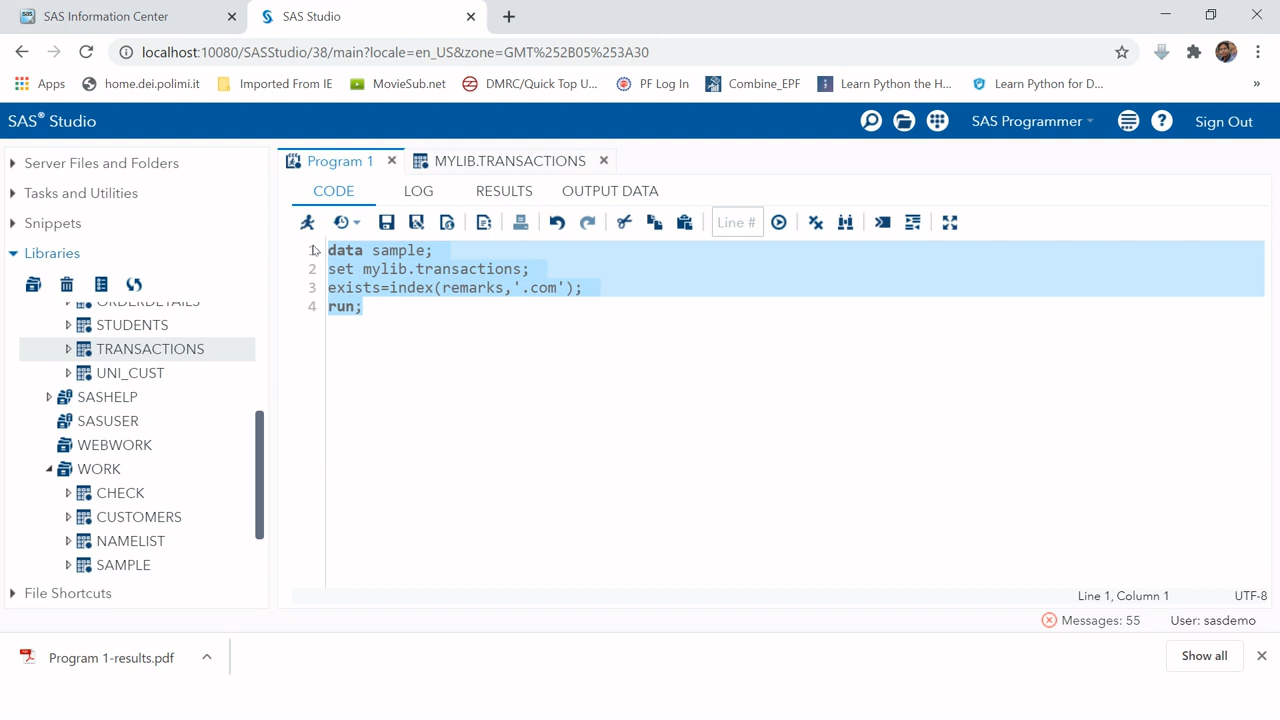 SAS Information Center
SAS Studio
localhost:10080/SASStudio/38/main?locale=en_US&zone=GMT%252B05%253A30
Apps
home.dei.polimi.it
Imported From IE
MovieSub.net
DMRC/Quick Top U...
PF Log In
Combine_EPF
Learn Python the H...
Learn Python for D...
»
SAS® Studio
SAS Programmer
Sign Out
Server Files and Folders
Tasks and Utilities
Snippets
Libraries
ORDERDETAILS
STUDENTS
TRANSACTIONS
UNI_CUST
SASHELP
SASUSER
WEBWORK
WORK
CHECK
CUSTOMERS
NAMELIST
SAMPLE
File Shortcuts
Program 1
MYLIB.TRANSACTIONS
CODE LOG RESULTS OUTPUT DATA
Line #
1 data sample;
2 set mylib.transactions;
3 exists=index(remarks,'.com');
4 run;
Line 1, Column 1
UTF-8
Messages: 55
User: sasdemo
Program 1-results.pdf
Show all